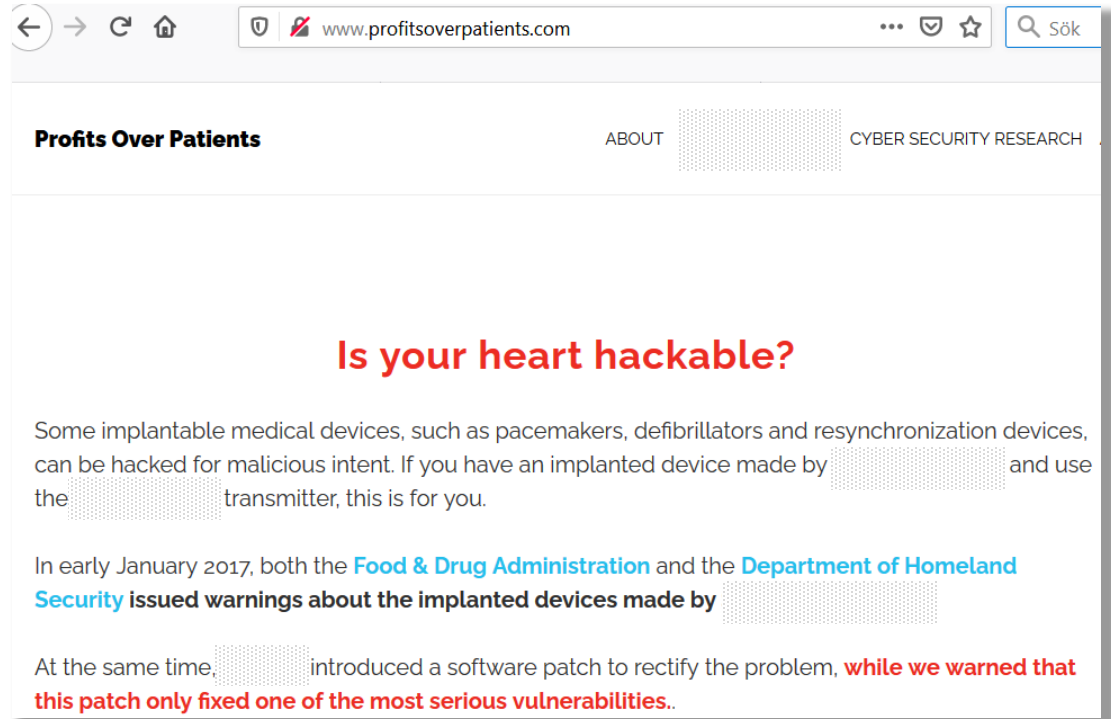 www.profitsoverpatients.com
Sök
Profits Over Patients
ABOUT
CYBER SECURITY RESEARCH
Is your heart hackable?
Some implantable medical devices, such as pacemakers, defibrillators and resynchronization devices,
can be hacked for malicious intent. If you have an implanted device made by and use
the transmitter, this is for you.
In early January 2017, both the Food & Drug Administration and the Department of Homeland
Security issued warnings about the implanted devices made by
At the same time, introduced a software patch to rectify the problem, while we warned that
this patch only fixed one of the most serious vulnerabilities..